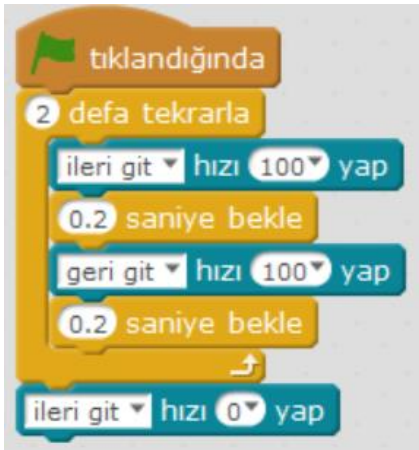 tıklandığında
2 defa tekrarla
ileri git hızı 100 yap
0.2 saniye bekle
geri git hızı 100 yap
0.2 saniye bekle
ileri git hızı 0 yap